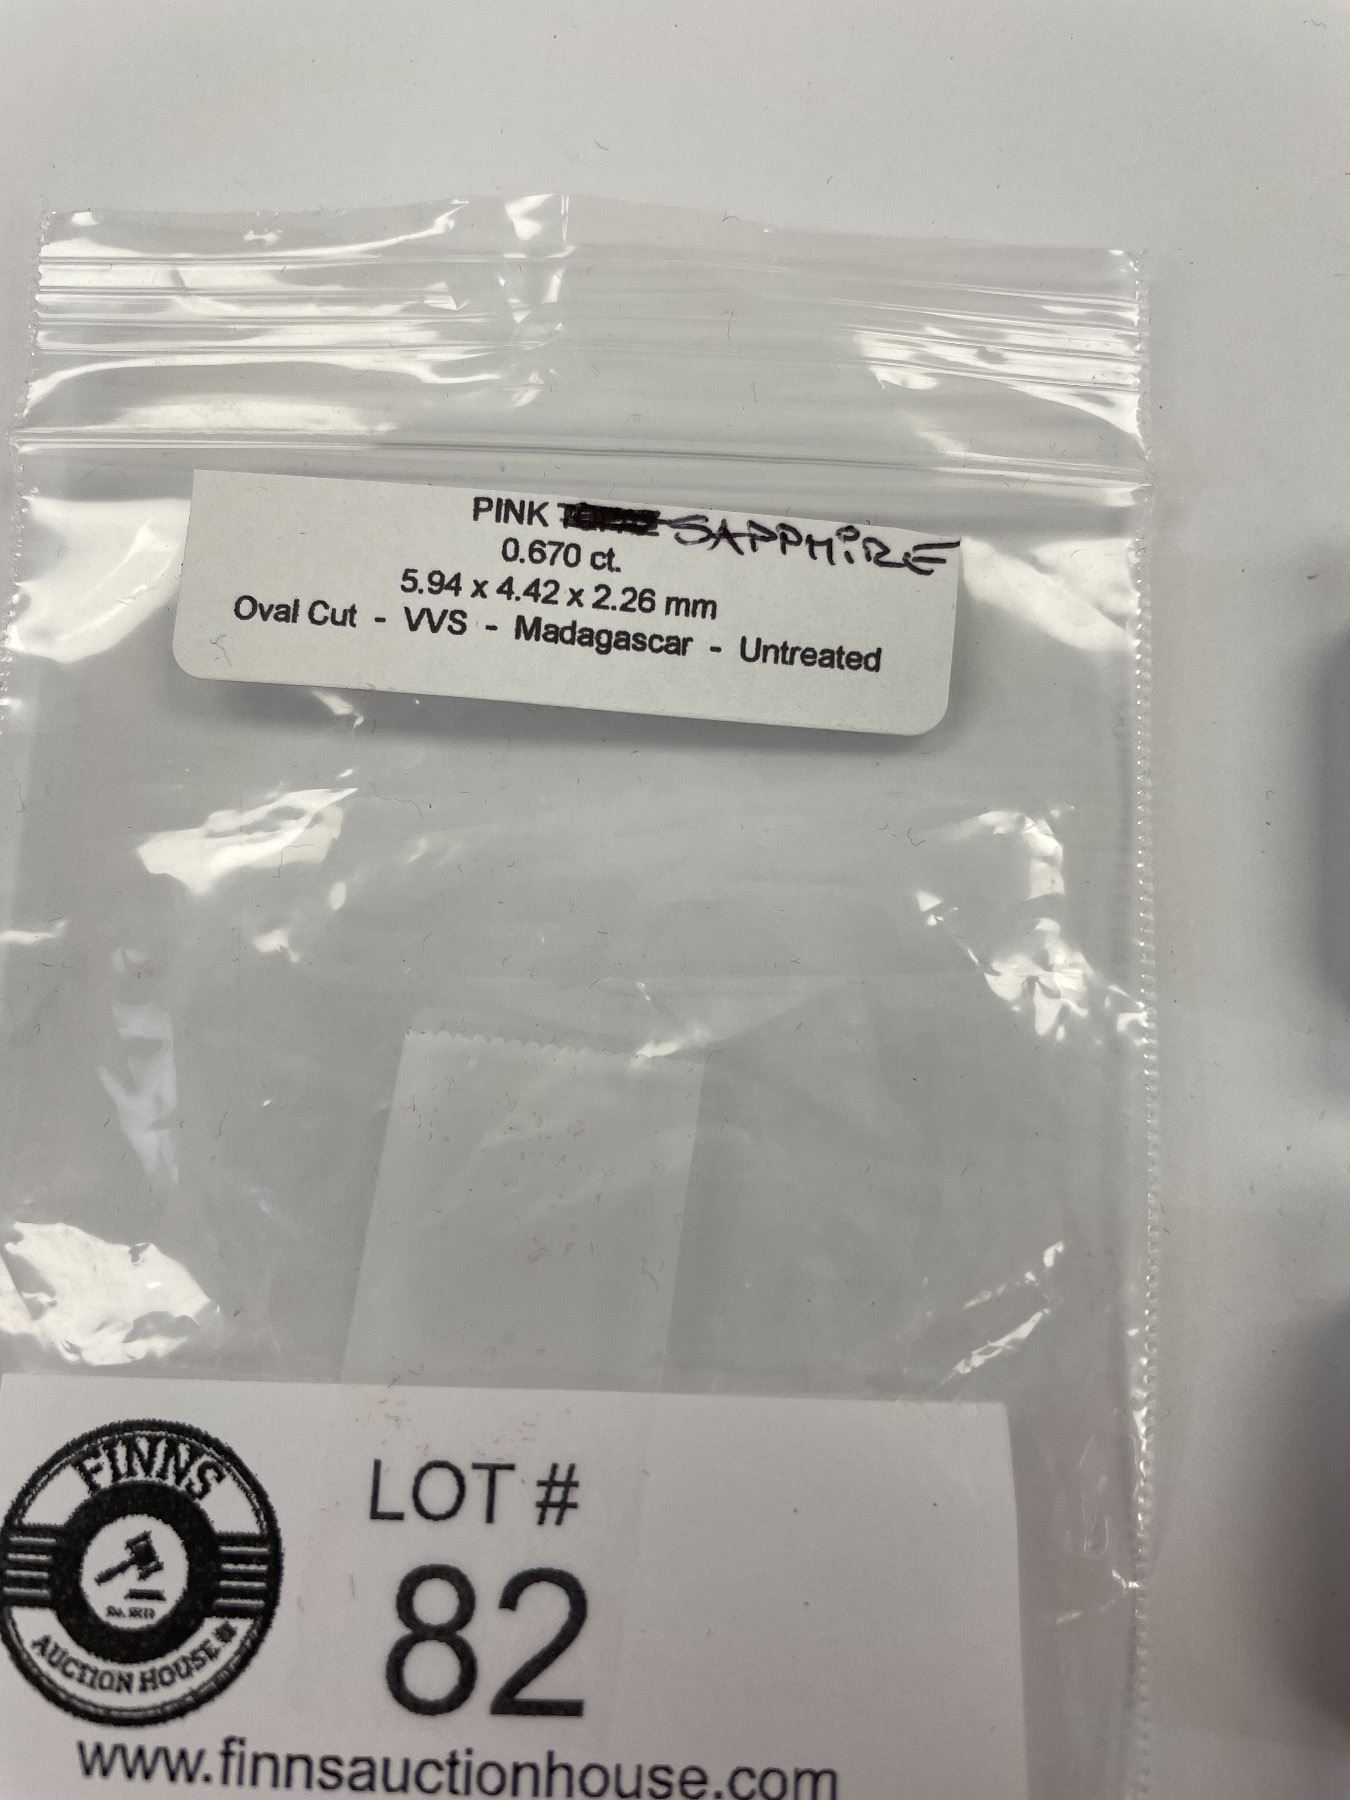 PINK SAPPHiRE
0.670 ct.
5.94 x 4.42 x 2.26 mm
Oval Cut - VVS - Madagascar - Untreated
FINNS
AUCTION HOUSE
LOT #
82
www.finnsauctionhouse.com